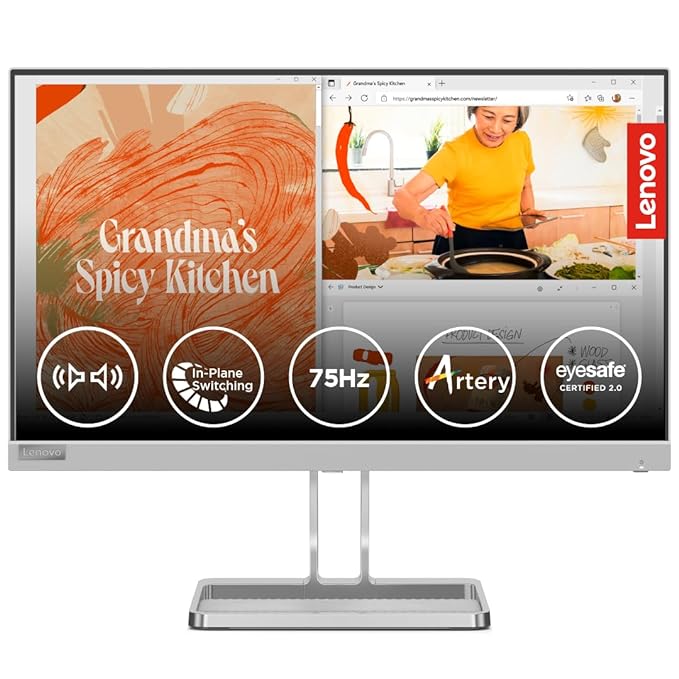 Grandma's Spicy Kitchen
https://grandmasspicykitchen.com/newsletter/
Lenovo
Grandma's
Spicy Kitchen
Product Design
PRODUCT DESIGN
* WOOD
* GLASS
In-Plane
Switching
75Hz
Artery
eyesafe
CERTIFIED 2.0
Lenovo